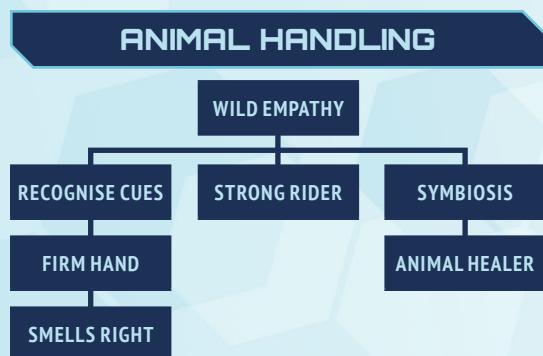 ANIMAL HANDLING
WILD EMPATHY
RECOGNISE CUES
STRONG RIDER
SYMBIOSIS
FIRM HAND
ANIMAL HEALER
SMELLS RIGHT